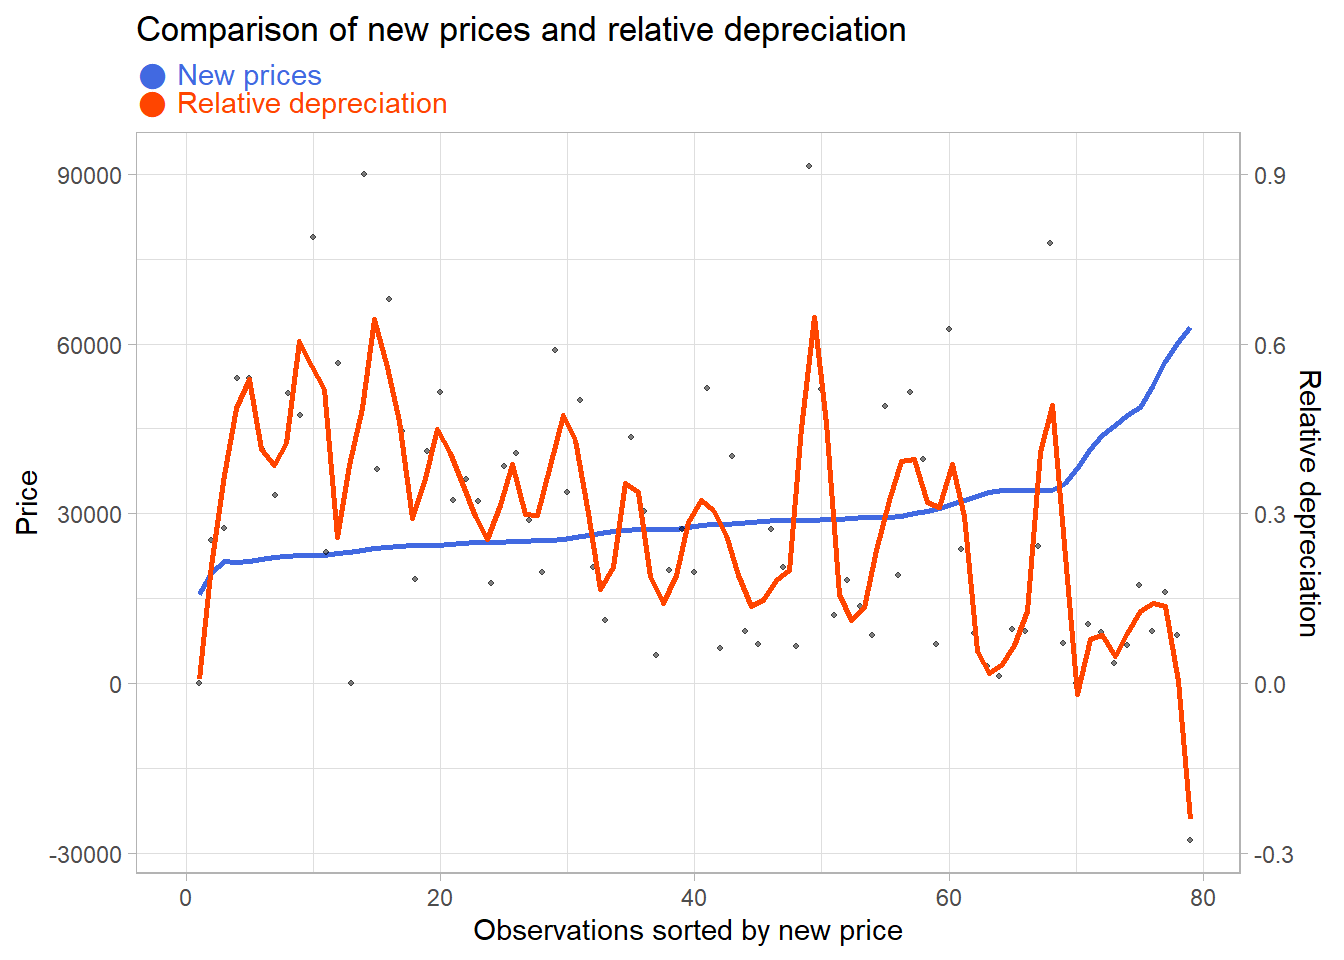 Comparison of new prices and relative depreciation
New prices
Relative depreciation
90000
60000
30000
0
-30000
Price
0.9
0.6
0.3
0.0
-0.3
Relative depreciation
0 20 40 60 80
Observations sorted by new price